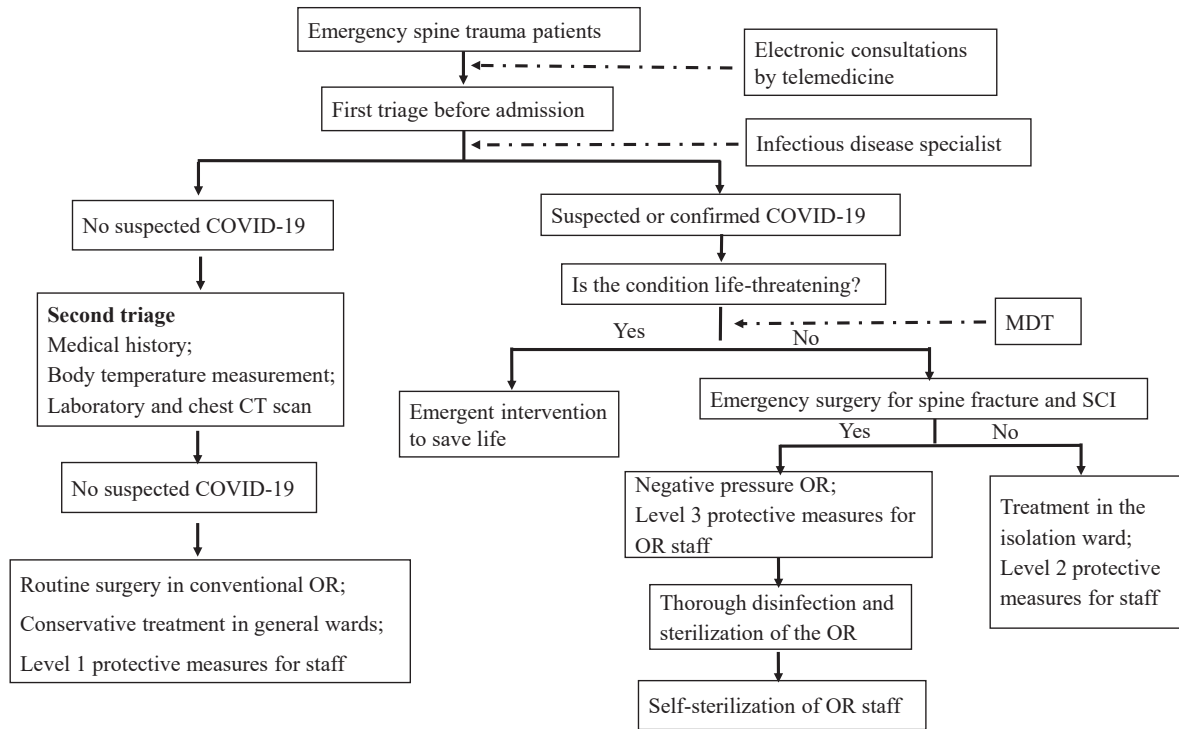 Emergency spine trauma patients
Electronic consultations
by telemedicine
First triage before admission
Infectious disease specialist
No suspected COVID-19
Suspected or confirmed COVID-19
Is the condition life-threatening?
Second triage
Medical history;
Body temperature measurement;
Laboratory and chest CT scan
MDT
Yes
No
Emergent intervention
to save life
Emergency surgery for spine fracture and SCI
Yes
No
No suspected COVID-19
Negative pressure OR;
Level 3 protective measures for
OR staff
Treatment in the
isolation ward;
Level 2 protective
measures for staff
Routine surgery in conventional OR;
Conservative treatment in general wards;
Level 1 protective measures for staff
Thorough disinfection and
sterilization of the OR
Self-sterilization of OR staff